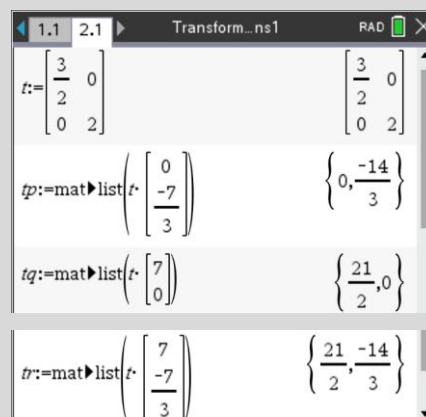 1.1 2.1 Transform…ns1 RAD
t:=[3/2 0; 0 2] [3/2 0; 0 2]
tp:=mat▶list(t·[0; -7/3]) {0, -14/3}
tq:=mat▶list(t·[7; 0]) {21/2, 0}
tr:=mat▶list(t·[7; -7/3]) {21/2, -14/3}